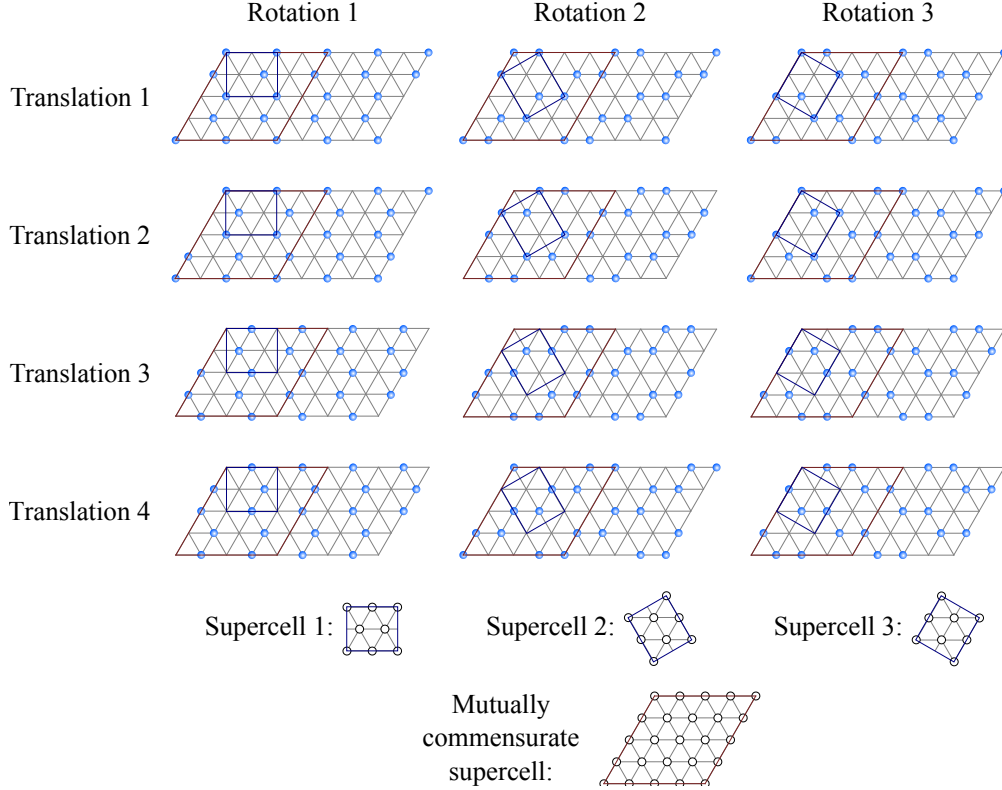 Rotation 1
Rotation 2
Rotation 3
Translation 1
Translation 2
Translation 3
Translation 4
Supercell 1:
Supercell 2:
Supercell 3:
Mutually
commensurate
supercell: